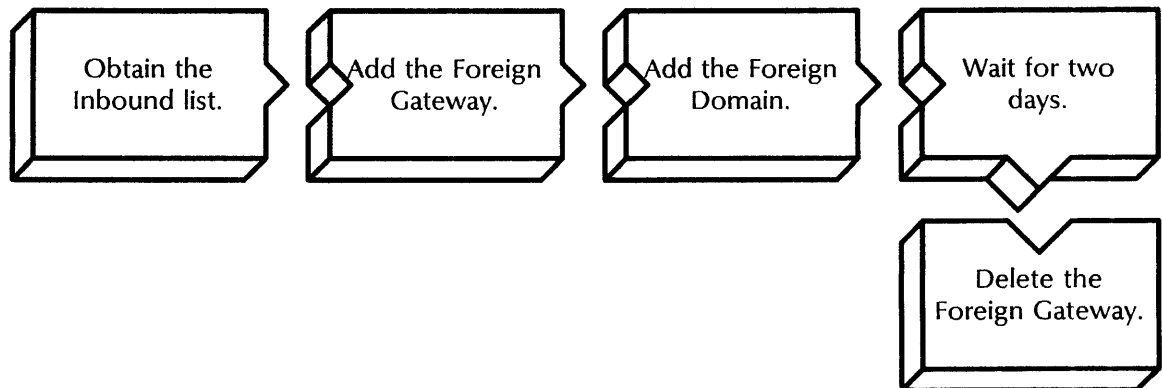 Obtain the
Inbound list.
Add the Foreign
Gateway.
Add the Foreign
Domain.
Wait for two
days.
Delete the
Foreign Gateway.